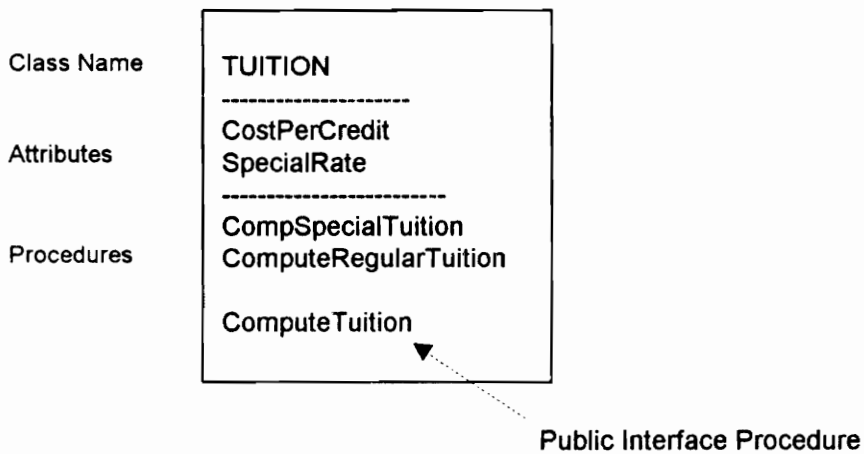 Class Name
TUITION
Attributes
CostPerCredit
SpecialRate
Procedures
CompSpecialTuition
ComputeRegularTuition
ComputeTuition
Public Interface Procedure